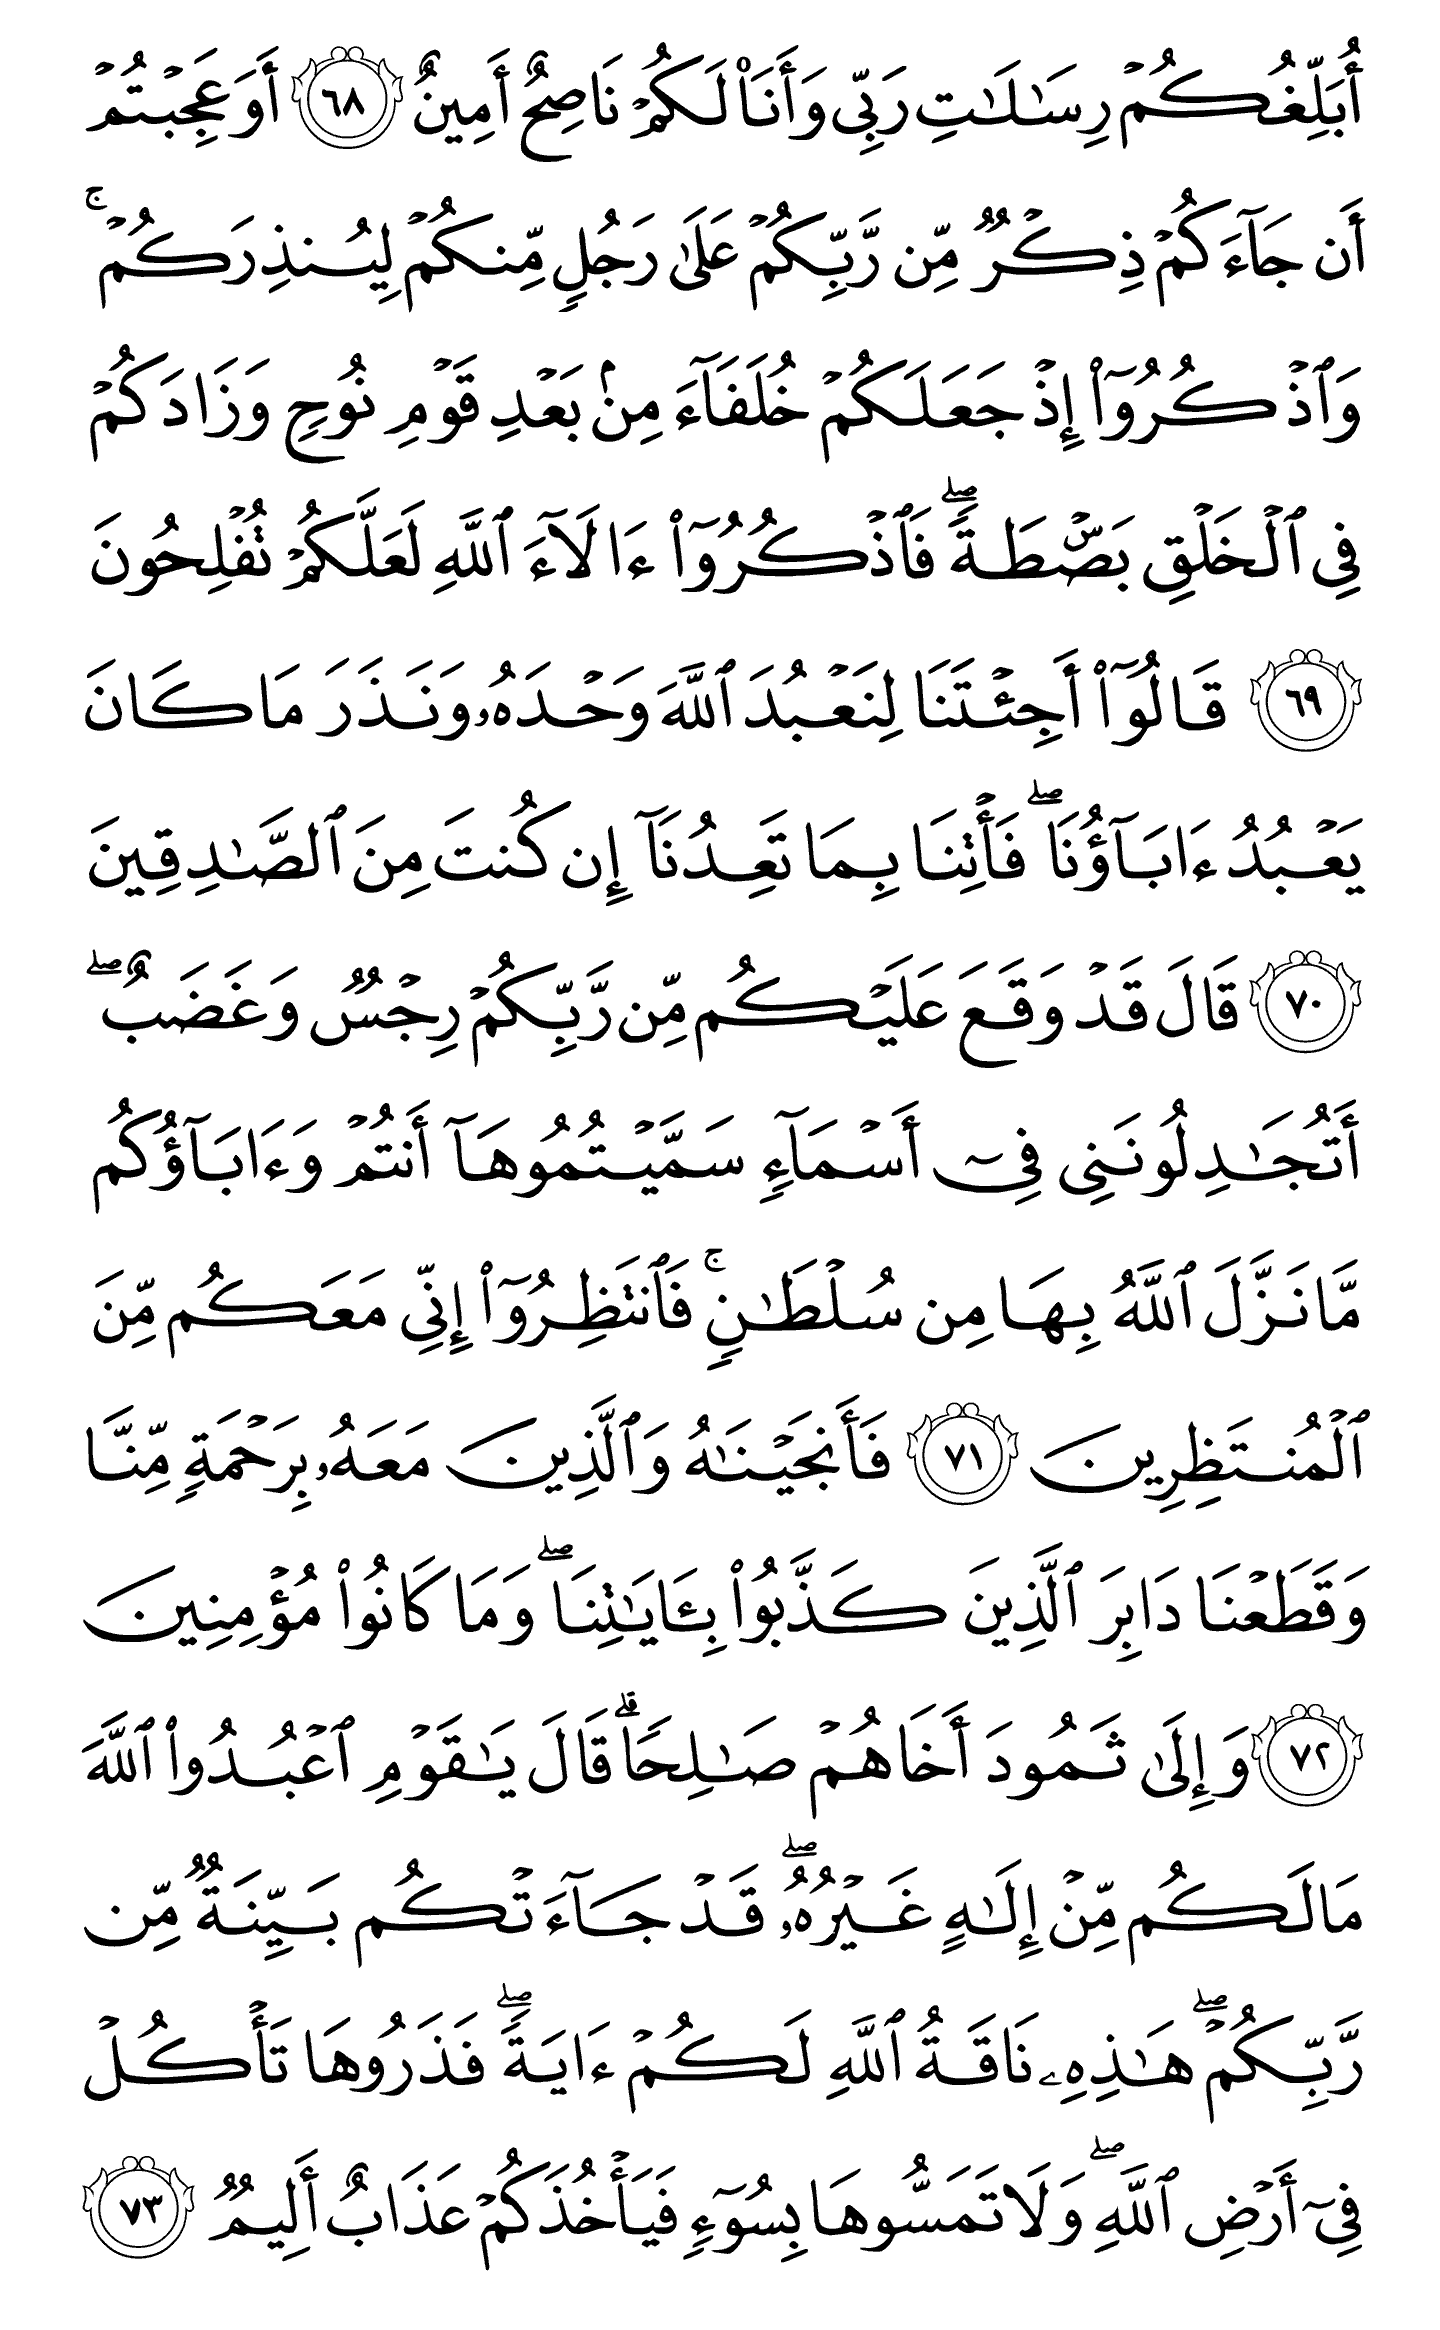 أُبَلِّغُكُمۡ رِسَٰلَٰتِ رَبِّي وَأَنَا۠ لَكُمۡ نَاصِحٌ أَمِينٌ ٦٨ أَوَعَجِبۡتُمۡ
أَن جَآءَكُمۡ ذِكۡرٞ مِّن رَّبِّكُمۡ عَلَىٰ رَجُلٖ مِّنكُمۡ لِيُنذِرَكُمۡۚ
وَٱذۡكُرُوٓاْ إِذۡ جَعَلَكُمۡ خُلَفَآءَ مِنۢ بَعۡدِ قَوۡمِ نُوحٖ وَزَادَكُمۡ
فِي ٱلۡخَلۡقِ بَصۜۡطَةٗۖ فَٱذۡكُرُوٓاْ ءَالَآءَ ٱللَّهِ لَعَلَّكُمۡ تُفۡلِحُونَ
٦٩ قَالُوٓاْ أَجِئۡتَنَا لِنَعۡبُدَ ٱللَّهَ وَحۡدَهُۥ وَنَذَرَ مَا كَانَ
يَعۡبُدُ ءَابَآؤُنَا فَأۡتِنَا بِمَا تَعِدُنَآ إِن كُنتَ مِنَ ٱلصَّٰدِقِينَ
٧٠ قَالَ قَدۡ وَقَعَ عَلَيۡكُم مِّن رَّبِّكُمۡ رِجۡسٞ وَغَضَبٌۖ
أَتُجَٰدِلُونَنِي فِيٓ أَسۡمَآءٖ سَمَّيۡتُمُوهَآ أَنتُمۡ وَءَابَآؤُكُم
مَّا نَزَّلَ ٱللَّهُ بِهَا مِن سُلۡطَٰنٖۚ فَٱنتَظِرُوٓاْ إِنِّي مَعَكُم مِّنَ
ٱلۡمُنتَظِرِينَ ٧١ فَأَنجَيۡنَٰهُ وَٱلَّذِينَ مَعَهُۥ بِرَحۡمَةٖ مِّنَّا
وَقَطَعۡنَا دَابِرَ ٱلَّذِينَ كَذَّبُواْ بِـَٔايَٰتِنَاۖ وَمَا كَانُواْ مُؤۡمِنِينَ
٧٢ وَإِلَىٰ ثَمُودَ أَخَاهُمۡ صَٰلِحٗاۚ قَالَ يَٰقَوۡمِ ٱعۡبُدُواْ ٱللَّهَ
مَا لَكُم مِّنۡ إِلَٰهٍ غَيۡرُهُۥۖ قَدۡ جَآءَتۡكُم بَيِّنَةٞ مِّن
رَّبِّكُمۡۖ هَٰذِهِۦ نَاقَةُ ٱللَّهِ لَكُمۡ ءَايَةٗۖ فَذَرُوهَا تَأۡكُلۡ
فِيٓ أَرۡضِ ٱللَّهِۖ وَلَا تَمَسُّوهَا بِسُوٓءٖ فَيَأۡخُذَكُمۡ عَذَابٌ أَلِيمٞ ٧٣